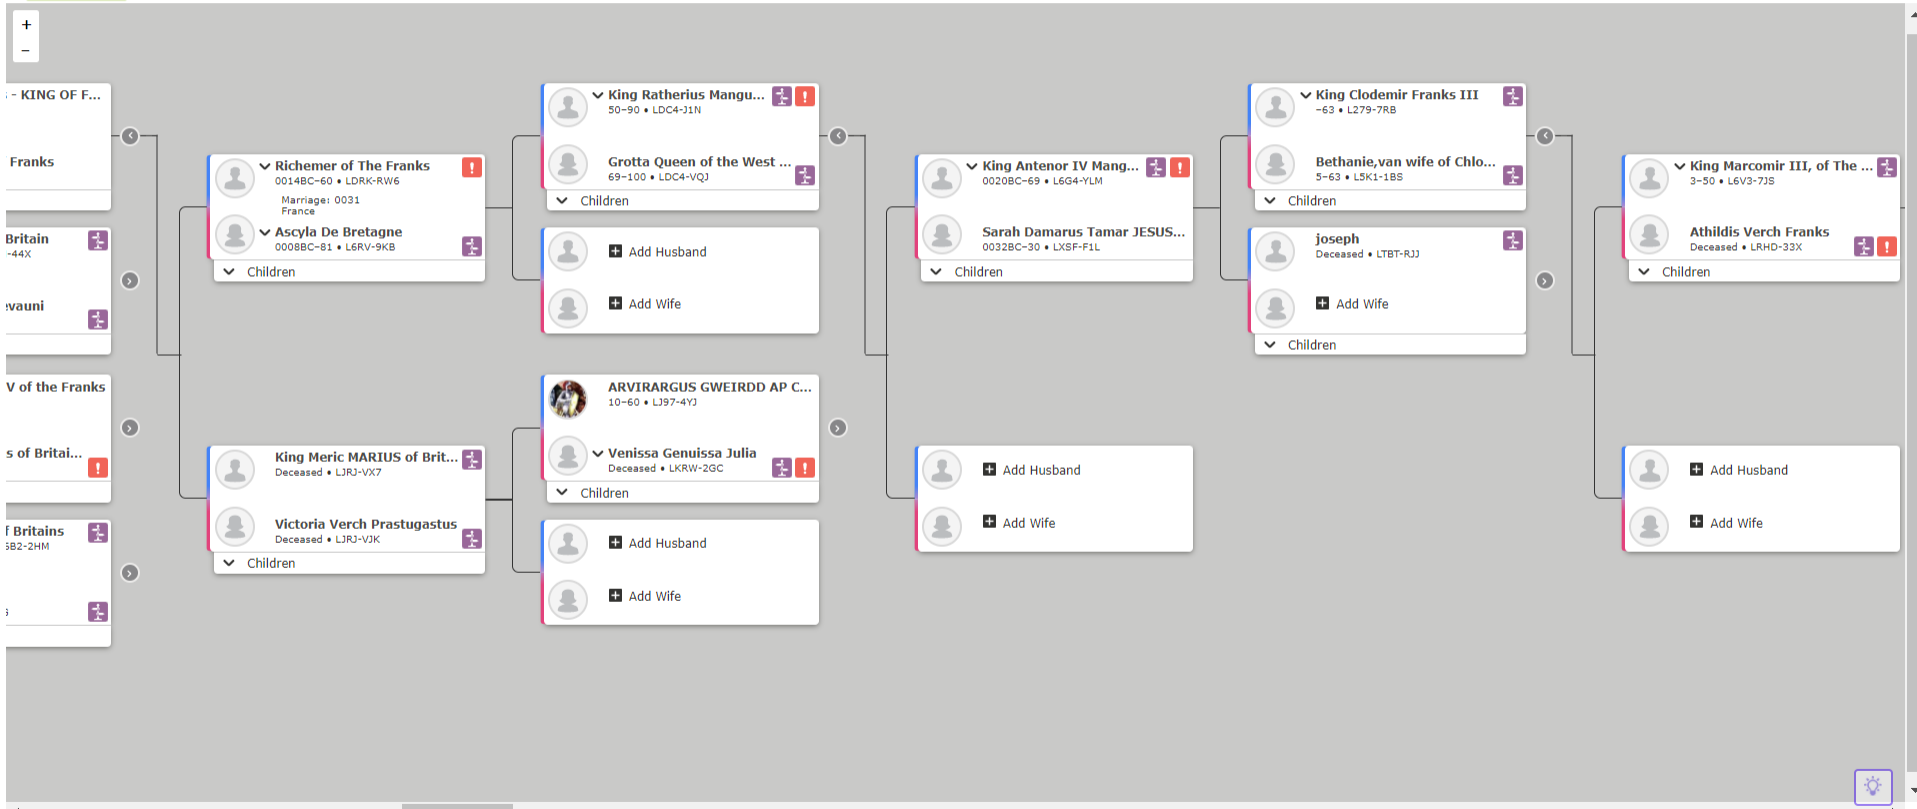 +
−
- KING OF F...
Franks
Britain
-44X
evauni
V of the Franks
s of Britai...
f Britains
5B2-2HM
Richemer of The Franks
0014BC–60 • LDRK-RW6
Marriage: 0031
France
Ascyla De Bretagne
0008BC–81 • L6RV-9KB
Children
King Meric MARIUS of Brit...
Deceased • LJRJ-VX7
Victoria Verch Prastugastus
Deceased • LJRJ-VJK
Children
King Ratherius Mangu...
50–90 • LDC4-J1N
Grotta Queen of the West ...
69–100 • LDC4-VQJ
Children
Add Husband
Add Wife
ARVIRARGUS GWEIRDD AP C...
10–60 • LJ97-4YJ
Venissa Genuissa Julia
Deceased • LKRW-2GC
Children
Add Husband
Add Wife
King Antenor IV Mang...
0020BC–69 • L6G4-YLM
Sarah Damarus Tamar JESUS...
0032BC–30 • LXSF-F1L
Children
Add Husband
Add Wife
King Clodemir Franks III
–63 • L279-7RB
Bethanie,van wife of Chlo...
5–63 • L5K1-1BS
Children
joseph
Deceased • LTBT-RJJ
Add Wife
Children
King Marcomir III, of The ...
3–50 • L6V3-7JS
Athildis Verch Franks
Deceased • LRHD-33X
Children
Add Husband
Add Wife